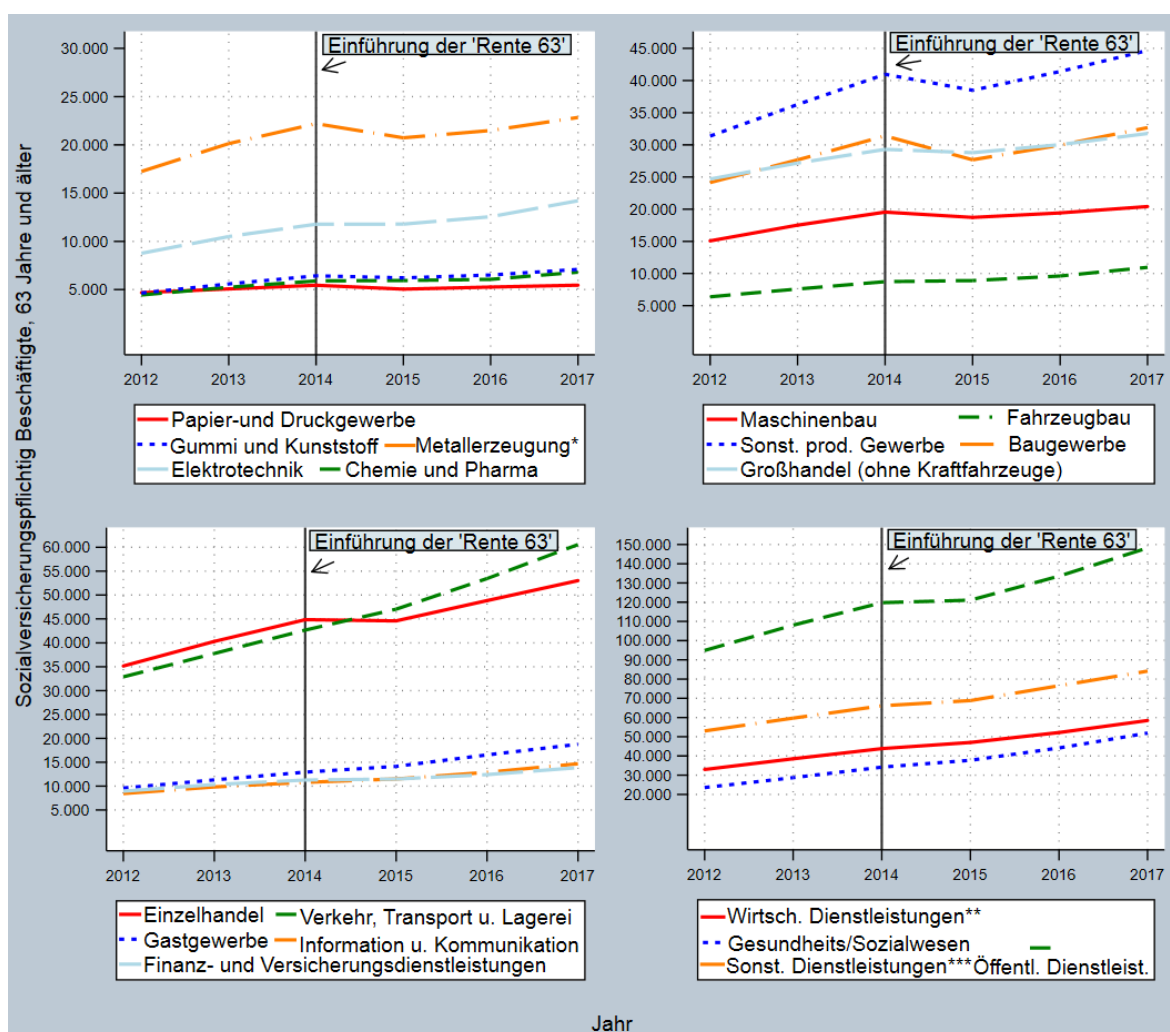 Sozialversicherungspflichtig Beschäftigte, 63 Jahre und älter
Einführung der 'Rente 63'
30.000
25.000
20.000
15.000
10.000
5.000
2012 2013 2014 2015 2016 2017
Papier-und Druckgewerbe
Gummi und Kunststoff Metallerzeugung*
Elektrotechnik Chemie und Pharma
Einführung der 'Rente 63'
45.000
40.000
35.000
30.000
25.000
20.000
15.000
10.000
5.000
2012 2013 2014 2015 2016 2017
Maschinenbau Fahrzeugbau
Sonst. prod. Gewerbe Baugewerbe
Großhandel (ohne Kraftfahrzeuge)
Einführung der 'Rente 63'
60.000
55.000
50.000
45.000
40.000
35.000
30.000
25.000
20.000
15.000
10.000
5.000
2012 2013 2014 2015 2016 2017
Einzelhandel Verkehr, Transport u. Lagerei
Gastgewerbe Information u. Kommunikation
Finanz- und Versicherungsdienstleistungen
Einführung der 'Rente 63'
150.000
140.000
130.000
120.000
110.000
100.000
90.000
80.000
70.000
60.000
50.000
40.000
30.000
20.000
2012 2013 2014 2015 2016 2017
Wirtsch. Dienstleistungen**
Gesundheits/Sozialwesen
Sonst. Dienstleistungen*** Öffentl. Dienstleist.
Jahr